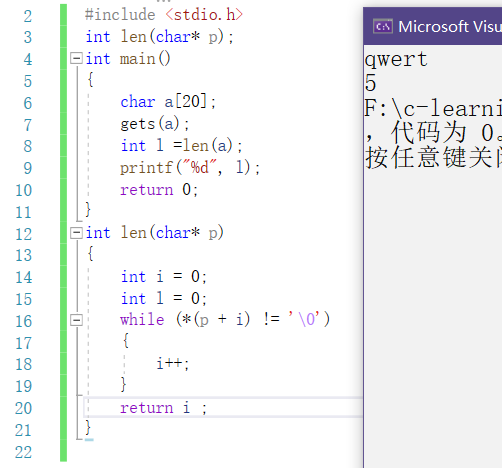 2 #include <stdio.h>
3 int len(char* p);
4 int main()
5 {
6 char a[20];
7 gets(a);
8 int l =len(a);
9 printf("%d", l);
10 return 0;
11 }
12 int len(char* p)
13 {
14 int i = 0;
15 int l = 0;
16 while (*(p + i) != '\0')
17 {
18 i++;
19 }
20 return i ;
21 }
22
C:\ Microsoft Visu
qwert
5
F:\c-learni
,代码为 0。
按任意键关闭